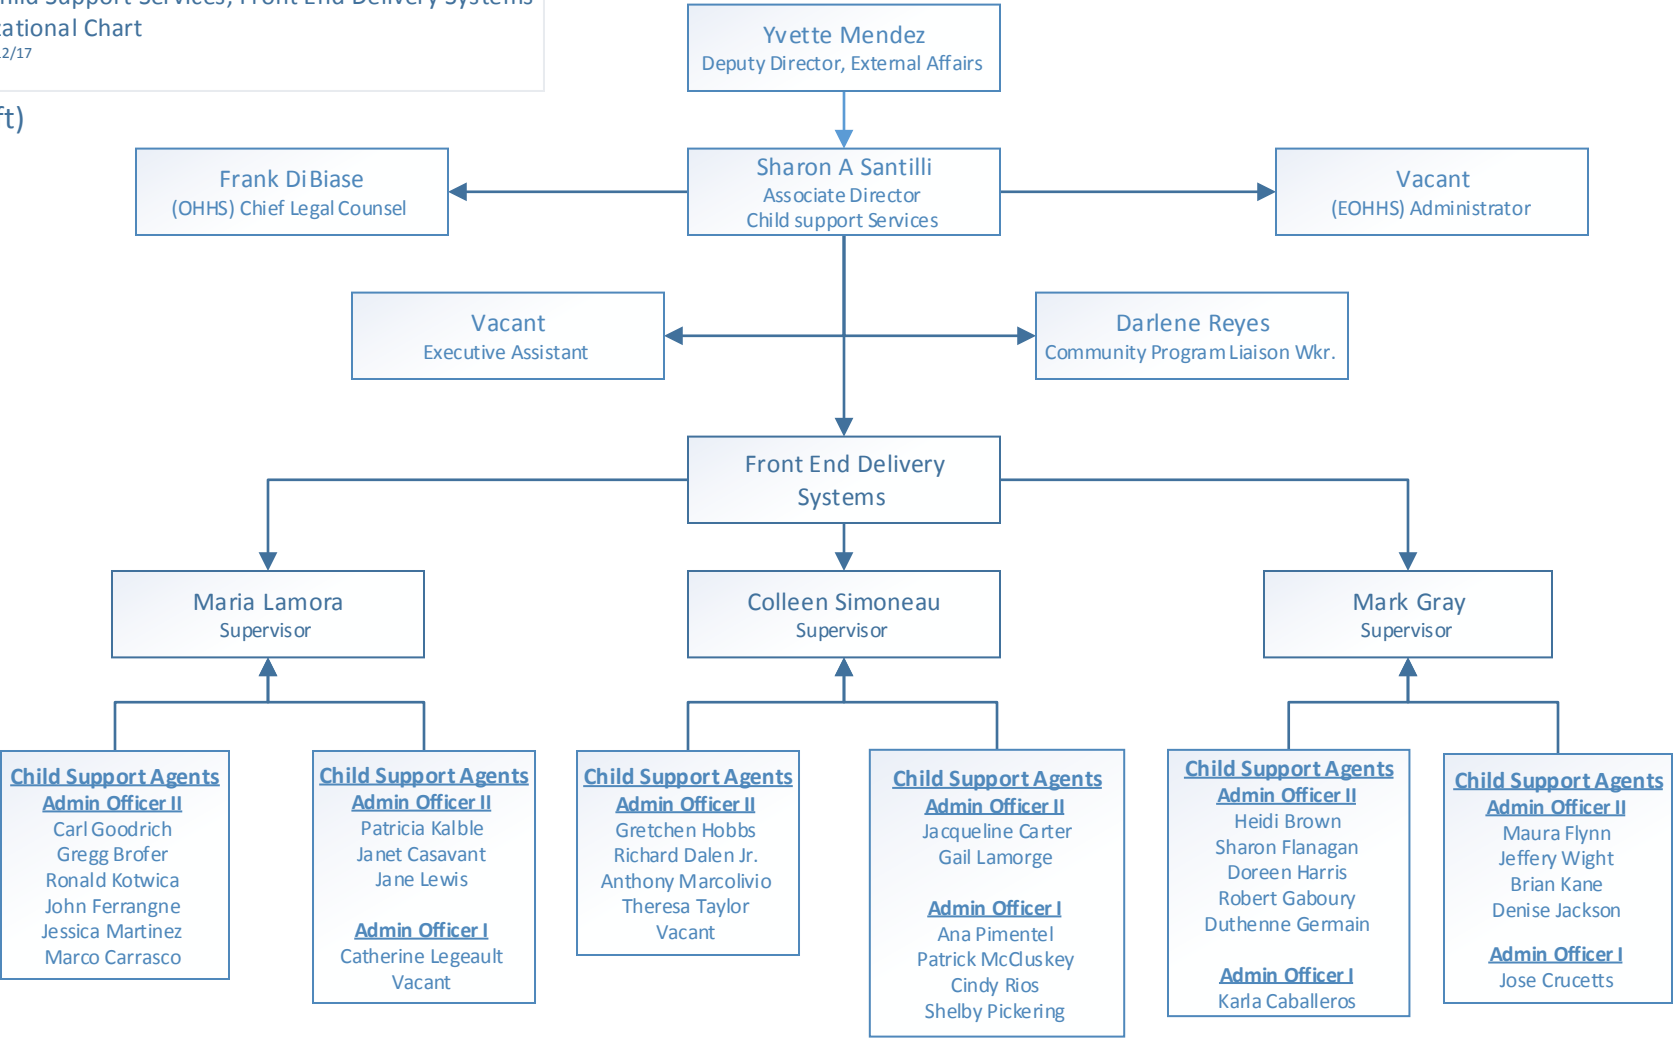 Child Support Services, Front End Delivery Systems
ational Chart
2/17
ft)
Yvette Mendez
Deputy Director, External Affairs
Frank DiBiase
(OHHS) Chief Legal Counsel
Sharon A Santilli
Associate Director
Child support Services
Vacant
(EOHHS) Administrator
Vacant
Executive Assistant
Darlene Reyes
Community Program Liaison Wkr.
Front End Delivery
Systems
Maria Lamora
Supervisor
Colleen Simoneau
Supervisor
Mark Gray
Supervisor
Child Support Agents
Admin Officer II
Carl Goodrich
Gregg Brofer
Ronald Kotwica
John Ferrangne
Jessica Martinez
Marco Carrasco
Child Support Agents
Admin Officer II
Patricia Kalble
Janet Casavant
Jane Lewis
Admin Officer I
Catherine Legeault
Vacant
Child Support Agents
Admin Officer II
Gretchen Hobbs
Richard Dalen Jr.
Anthony Marcolivio
Theresa Taylor
Vacant
Child Support Agents
Admin Officer II
Jacqueline Carter
Gail Lamorge
Admin Officer I
Ana Pimentel
Patrick McCluskey
Cindy Rios
Shelby Pickering
Child Support Agents
Admin Officer II
Heidi Brown
Sharon Flanagan
Doreen Harris
Robert Gaboury
Duthenne Germain
Admin Officer I
Karla Caballeros
Child Support Agents
Admin Officer II
Maura Flynn
Jeffery Wight
Brian Kane
Denise Jackson
Admin Officer I
Jose Crucetts